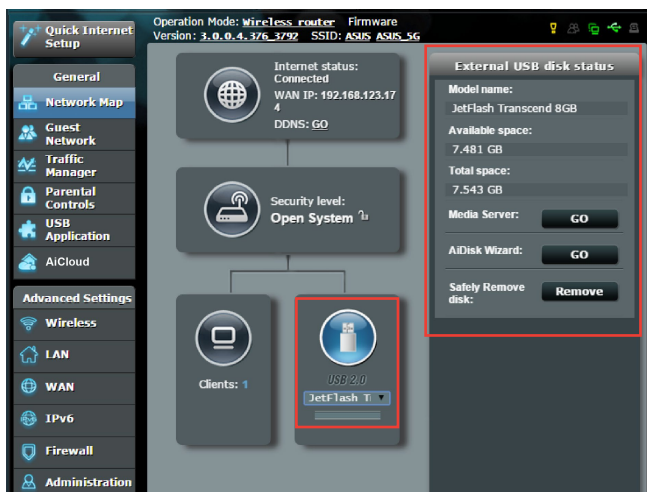 Quick Internet
Setup
Operation Mode: Wireless router Firmware
Version: 3.0.0.4.376_3792 SSID: ASUS ASUS_5G
General
Network Map
Guest
Network
Traffic
Manager
Parental
Controls
USB
Application
AiCloud
Advanced Settings
Wireless
LAN
WAN
IPv6
Firewall
Administration
Internet status:
Connected
WAN IP: 192.168.123.17
4
DDNS: GO
Security level:
Open System
Clients: 1
USB 2.0
JetFlash T
External USB disk status
Model name:
JetFlash Transcend 8GB
Available space:
7.481 GB
Total space:
7.543 GB
Media Server: GO
AiDisk Wizard: GO
Safely Remove
disk: Remove